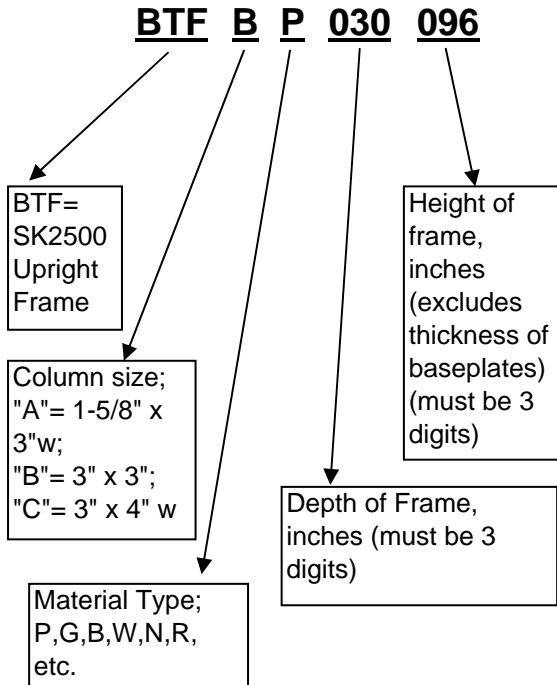 BTF B P 030 096
BTF=
SK2500
Upright
Frame
Column size;
"A"= 1-5/8" x
3"w;
"B"= 3" x 3";
"C"= 3" x 4" w
Material Type;
P,G,B,W,N,R,
etc.
Depth of Frame,
inches (must be 3
digits)
Height of
frame,
inches
(excludes
thickness of
baseplates)
(must be 3
digits)